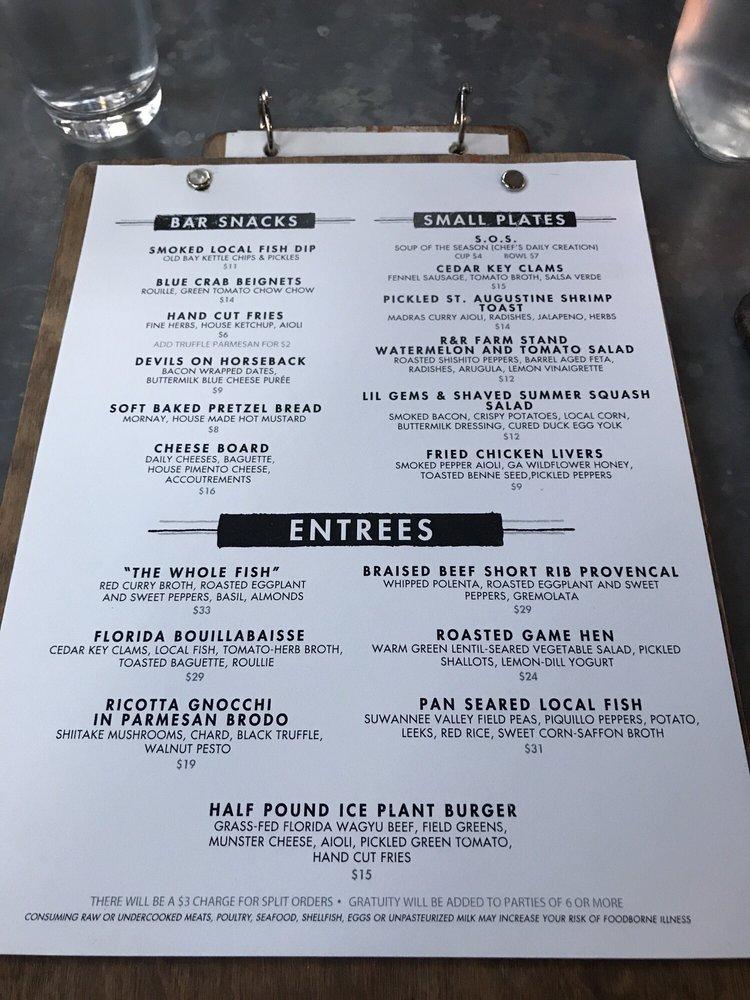 BAR SNACKS
SMOKED LOCAL FISH DIP
OLD BAY KETTLE CHIPS & PICKLES
$11
BLUE CRAB BEIGNETS
ROUILLE, GREEN TOMATO CHOW CHOW
$14
HAND CUT FRIES
FINE HERBS, HOUSE KETCHUP, AIOLI
$6
ADD TRUFFLE PARMESAN FOR $2
DEVILS ON HORSEBACK
BACON WRAPPED DATES,
BUTTERMILK BLUE CHEESE PURÉE
$9
SOFT BAKED PRETZEL BREAD
MORNAY, HOUSE MADE HOT MUSTARD
$8
CHEESE BOARD
DAILY CHEESES, BAGUETTE,
HOUSE PIMENTO CHEESE,
ACCOUTREMENTS
$16
SMALL PLATES
S.O.S.
SOUP OF THE SEASON (CHEF'S DAILY CREATION)
CUP $4 BOWL $7
CEDAR KEY CLAMS
FENNEL SAUSAGE, TOMATO BROTH, SALSA VERDE
$15
PICKLED ST. AUGUSTINE SHRIMP
TOAST
MADRAS CURRY AIOLI, RADISHES, JALAPENO, HERBS
$14
R&R FARM STAND
WATERMELON AND TOMATO SALAD
ROASTED SHISHITO PEPPERS, BARREL AGED FETA,
RADISHES, ARUGULA, LEMON VINAIGRETTE
$12
LIL GEMS & SHAVED SUMMER SQUASH
SALAD
SMOKED BACON, CRISPY POTATOES, LOCAL CORN,
BUTTERMILK DRESSING, CURED DUCK EGG YOLK
$12
FRIED CHICKEN LIVERS
SMOKED PEPPER AIOLI, GA WILDFLOWER HONEY,
TOASTED BENNE SEED,PICKLED PEPPERS
$9
ENTREES
"THE WHOLE FISH"
RED CURRY BROTH, ROASTED EGGPLANT
AND SWEET PEPPERS, BASIL, ALMONDS
$33
FLORIDA BOUILLABAISSE
CEDAR KEY CLAMS, LOCAL FISH, TOMATO-HERB BROTH,
TOASTED BAGUETTE, ROULLIE
$29
RICOTTA GNOCCHI
IN PARMESAN BRODO
SHIITAKE MUSHROOMS, CHARD, BLACK TRUFFLE,
WALNUT PESTO
$19
BRAISED BEEF SHORT RIB PROVENCAL
WHIPPED POLENTA, ROASTED EGGPLANT AND SWEET
PEPPERS, GREMOLATA
$29
ROASTED GAME HEN
WARM GREEN LENTIL-SEARED VEGETABLE SALAD, PICKLED
SHALLOTS, LEMON-DILL YOGURT
$24
PAN SEARED LOCAL FISH
SUWANNEE VALLEY FIELD PEAS, PIQUILLO PEPPERS, POTATO,
LEEKS, RED RICE, SWEET CORN-SAFFON BROTH
$31
HALF POUND ICE PLANT BURGER
GRASS-FED FLORIDA WAGYU BEEF, FIELD GREENS,
MUNSTER CHEESE, AIOLI, PICKLED GREEN TOMATO,
HAND CUT FRIES
$15
THERE WILL BE A $3 CHARGE FOR SPLIT ORDERS • GRATUITY WILL BE ADDED TO PARTIES OF 6 OR MORE
CONSUMING RAW OR UNDERCOOKED MEATS, POULTRY, SEAFOOD, SHELLFISH, EGGS OR UNPASTEURIZED MILK MAY INCREASE YOUR RISK OF FOODBORNE ILLNESS